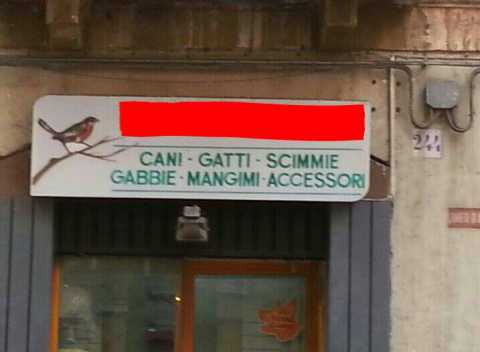 CANI - GATTI - SCIMMIE
GABBIE - MANGIMI - ACCESSORI
244